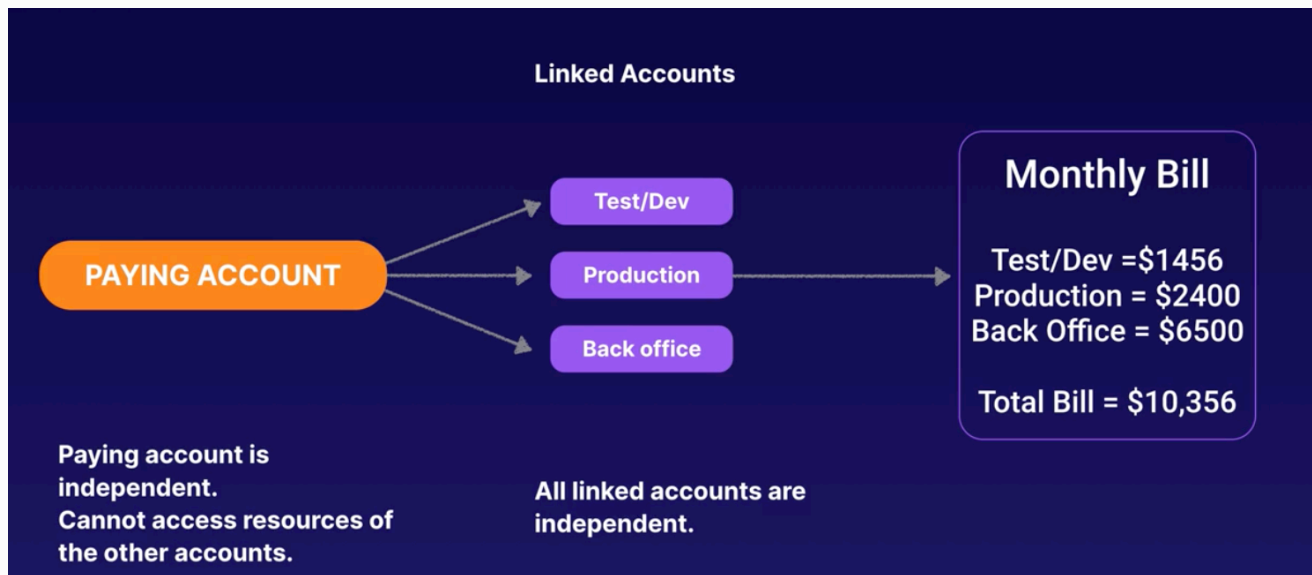 Linked Accounts
PAYING ACCOUNT
Test/Dev
Production
Back office
Monthly Bill
Test/Dev =$1456
Production = $2400
Back Office = $6500
Total Bill = $10,356
Paying account is
independent.
Cannot access resources of
the other accounts.
All linked accounts are
independent.